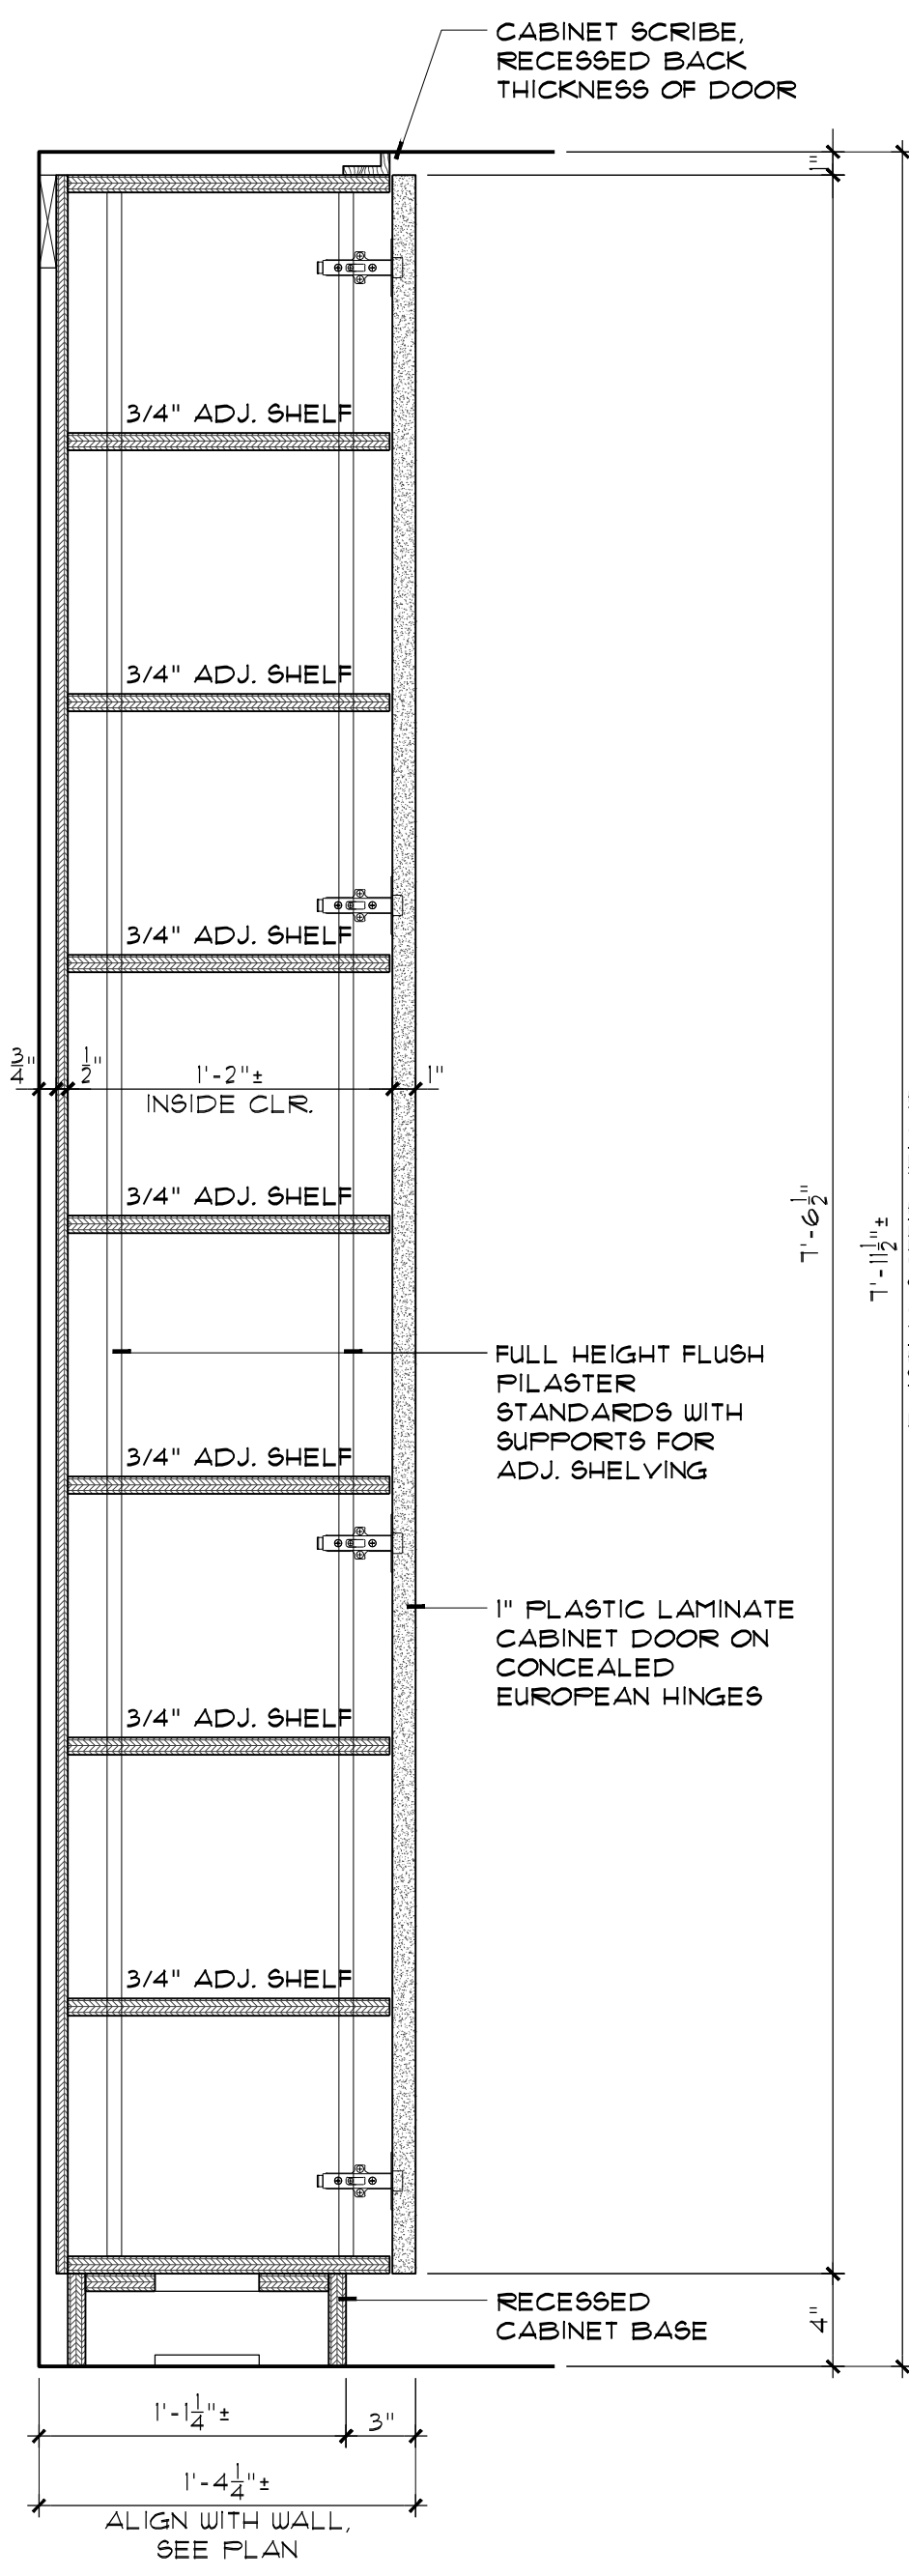 CABINET SCRIBE,
RECESSED BACK
THICKNESS OF DOOR
1"
3/4" ADJ. SHELF
3/4" ADJ. SHELF
3/4" ADJ. SHELF
3/4"
1/2"
1'-2"±
INSIDE CLR.
1"
3/4" ADJ. SHELF
7'-6 1/2"
7'-11 1/2"±
FULL HEIGHT FLUSH
PILASTER
STANDARDS WITH
SUPPORTS FOR
ADJ. SHELVING
3/4" ADJ. SHELF
1" PLASTIC LAMINATE
CABINET DOOR ON
CONCEALED
EUROPEAN HINGES
3/4" ADJ. SHELF
3/4" ADJ. SHELF
RECESSED
CABINET BASE
4"
1'-1 1/4"±
3"
1'-4 1/4"±
ALIGN WITH WALL,
SEE PLAN